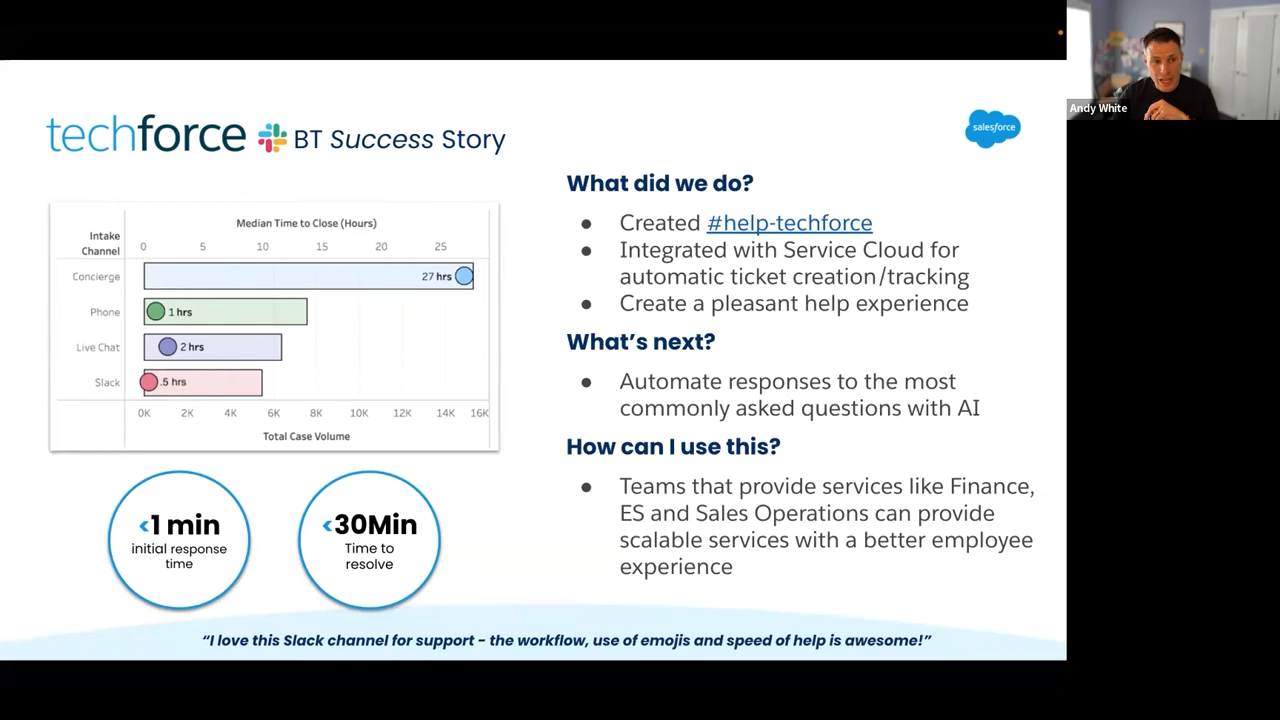 Andy White
techforce BT Success Story
salesforce
Median Time to Close (Hours)
Intake
Channel
0 5 10 15 20 25
Concierge 27 hrs
Phone 1 hrs
Live Chat 2 hrs
Slack .5 hrs
0K 2K 4K 6K 8K 10K 12K 14K 16K
Total Case Volume
<1 min
initial response
time
<30Min
Time to
resolve
What did we do?
● Created #help-techforce
● Integrated with Service Cloud for
automatic ticket creation/tracking
● Create a pleasant help experience
What's next?
● Automate responses to the most
commonly asked questions with AI
How can I use this?
● Teams that provide services like Finance,
ES and Sales Operations can provide
scalable services with a better employee
experience
“I love this Slack channel for support - the workflow, use of emojis and speed of help is awesome!”